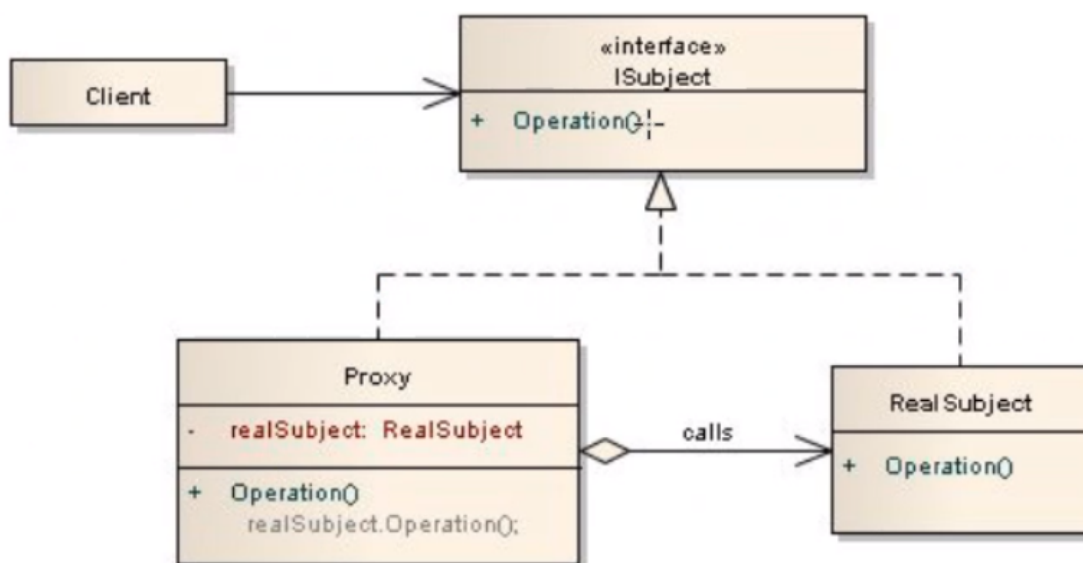 Client
«interface»
ISubject
+ Operation()
Proxy
- realSubject: RealSubject
+ Operation()
realSubject.Operation();
calls
RealSubject
+ Operation()